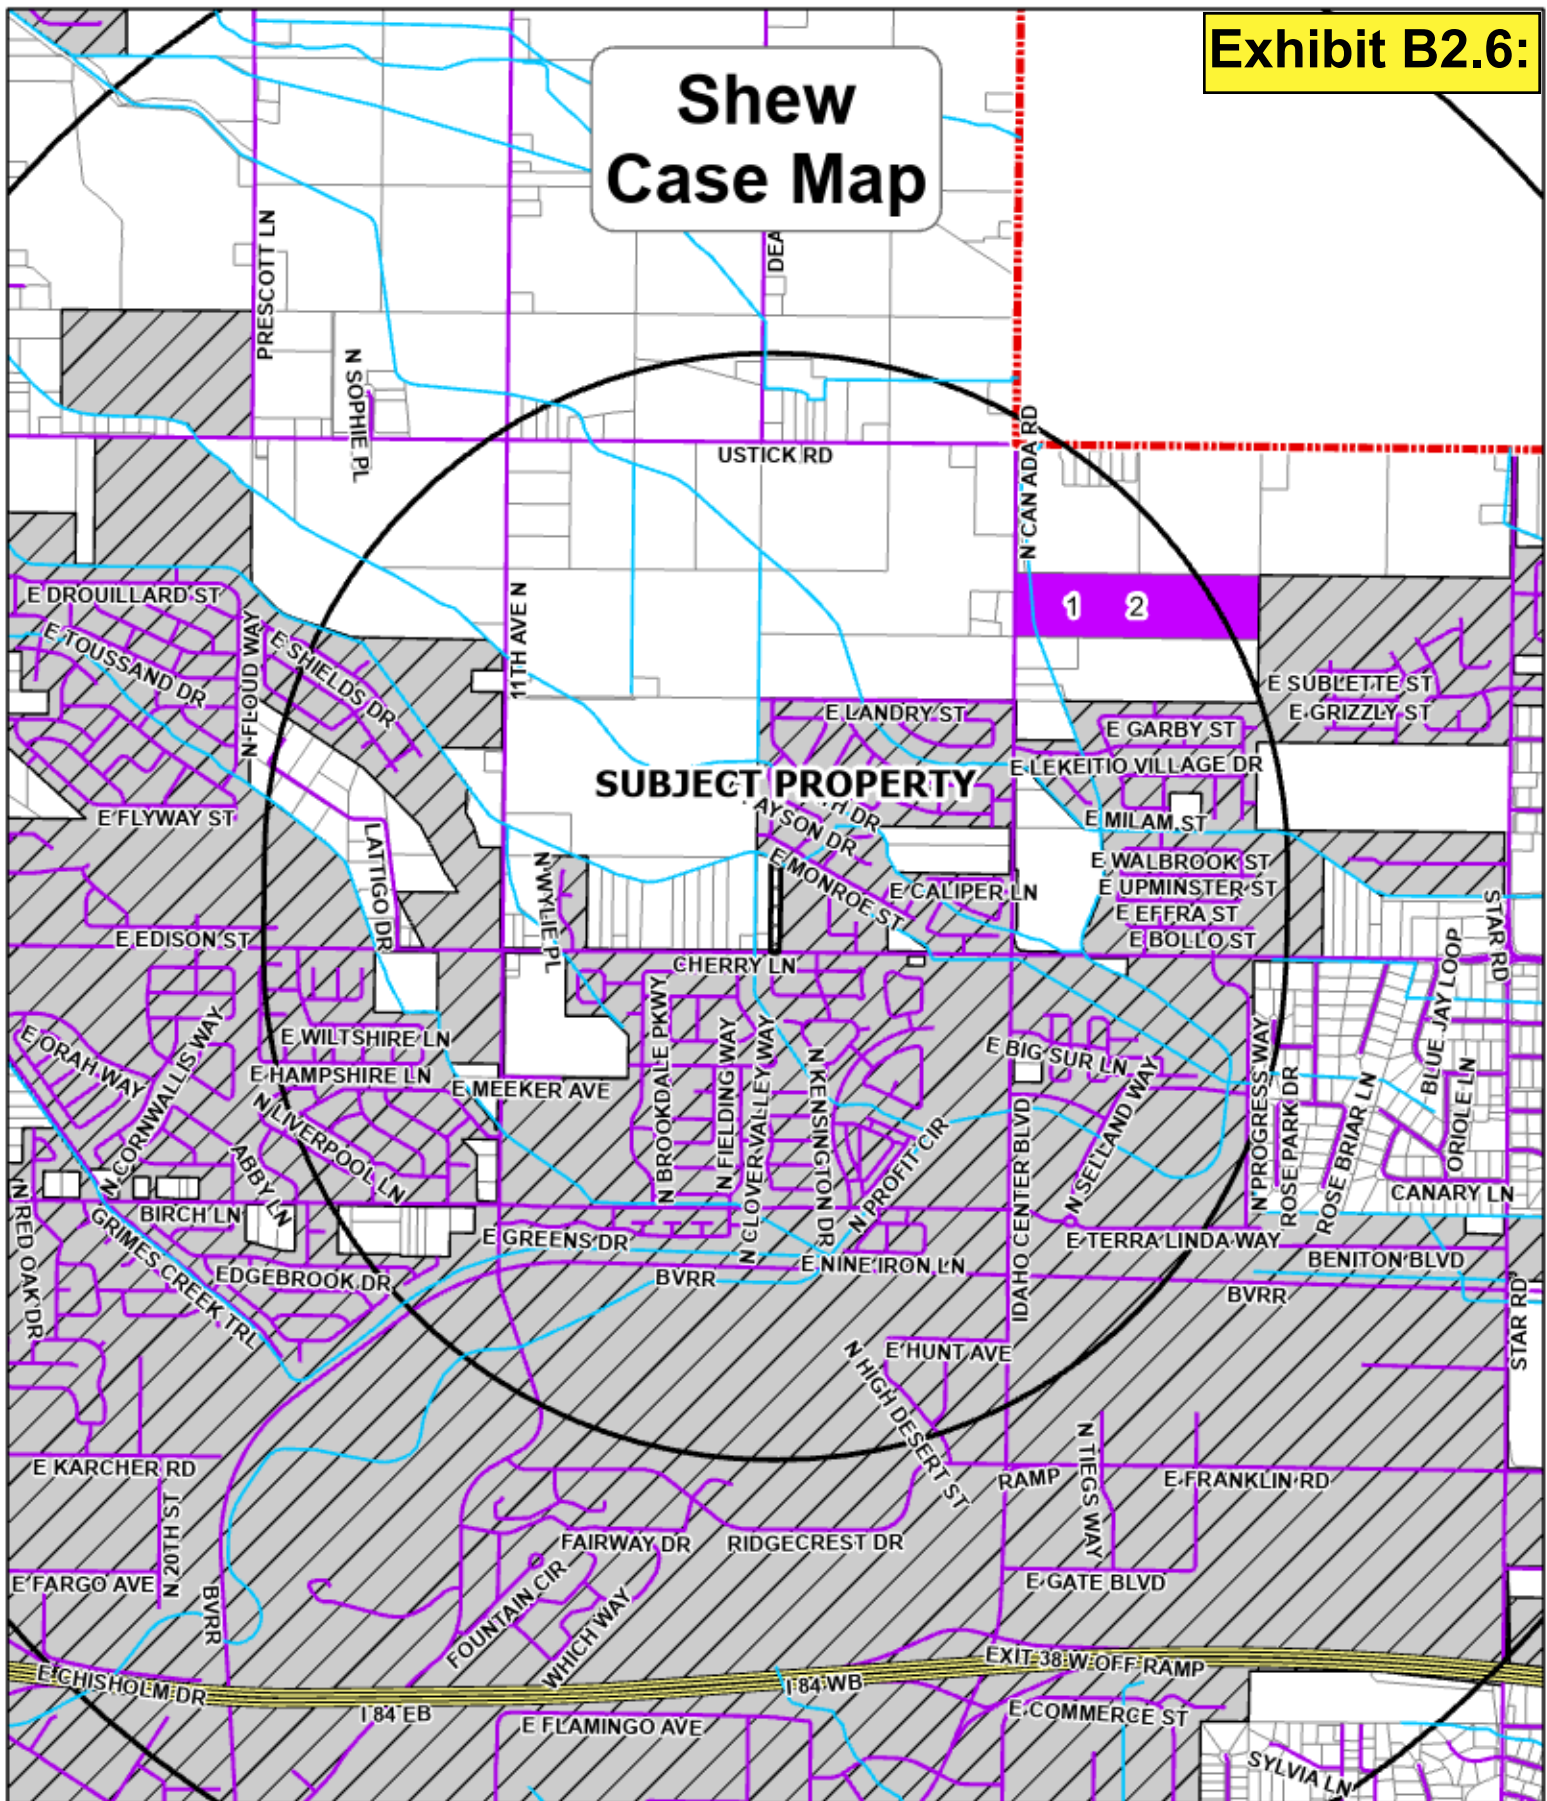 Exhibit B2.6:
Shew
Case Map
PRESCOTT LN
DEA
N SOPHIE PL
USTICK RD
N CAN ADA RD
1 2
E DROUILLARD ST
E TOUSSAND DR
N FLOUD WAY
E SHIELDS DR
11TH AVE N
E SUBLETTE ST
E GRIZZLY ST
E LANDRY ST
E GARBY ST
E LEKEITIO VILLAGE DR
SUBJECT PROPERTY
TH DR
AYSON DR
E FLYWAY ST
E MILAM ST
LATTIGO DR
N WYLIE PL
E MONROE ST
E CALIPER LN
E WALBROOK ST
E UPMINSTER ST
E EFFRA ST
E BOLLO ST
STAR RD
E EDISON ST
CHERRY LN
BLUE JAY LOOP
E ORAH WAY
N CORNWALLIS WAY
E WILTSHIRE LN
E HAMPSHIRE LN
E MEEKER AVE
N BROOKDALE PKWY
N FIELDING WAY
N CLOVER VALLEY WAY
N KENSINGTON DR
E BIG SUR LN
N SELLAND WAY
N PROGRESS WAY
ROSE PARK DR
ROSE BRIAR LN
ORIOLE LN
N LIVERPOOL LN
ABBY LN
N PROFIT CIR
IDAHO CENTER BLVD
CANARY LN
N RED OAK DR
BIRCH LN
GRIMES CREEK TRL
EDGEBROOK DR
E GREENS DR
BVRR
E NINE IRON LN
E TERRA LINDA WAY
BENITON BLVD
BVRR
STAR RD
E HUNT AVE
N HIGH DESERT ST
E KARCHER RD
N 20TH ST
RAMP
N TIEGS WAY
E FRANKLIN RD
FAIRWAY DR
RIDGECREST DR
E FARGO AVE
BVRR
FOUNTAIN CIR
WHICH WAY
E GATE BLVD
E CHISHOLM DR
I 84 EB
I 84 WB
EXIT 38 W OFF RAMP
E FLAMINGO AVE
E COMMERCE ST
SYLVIA LN